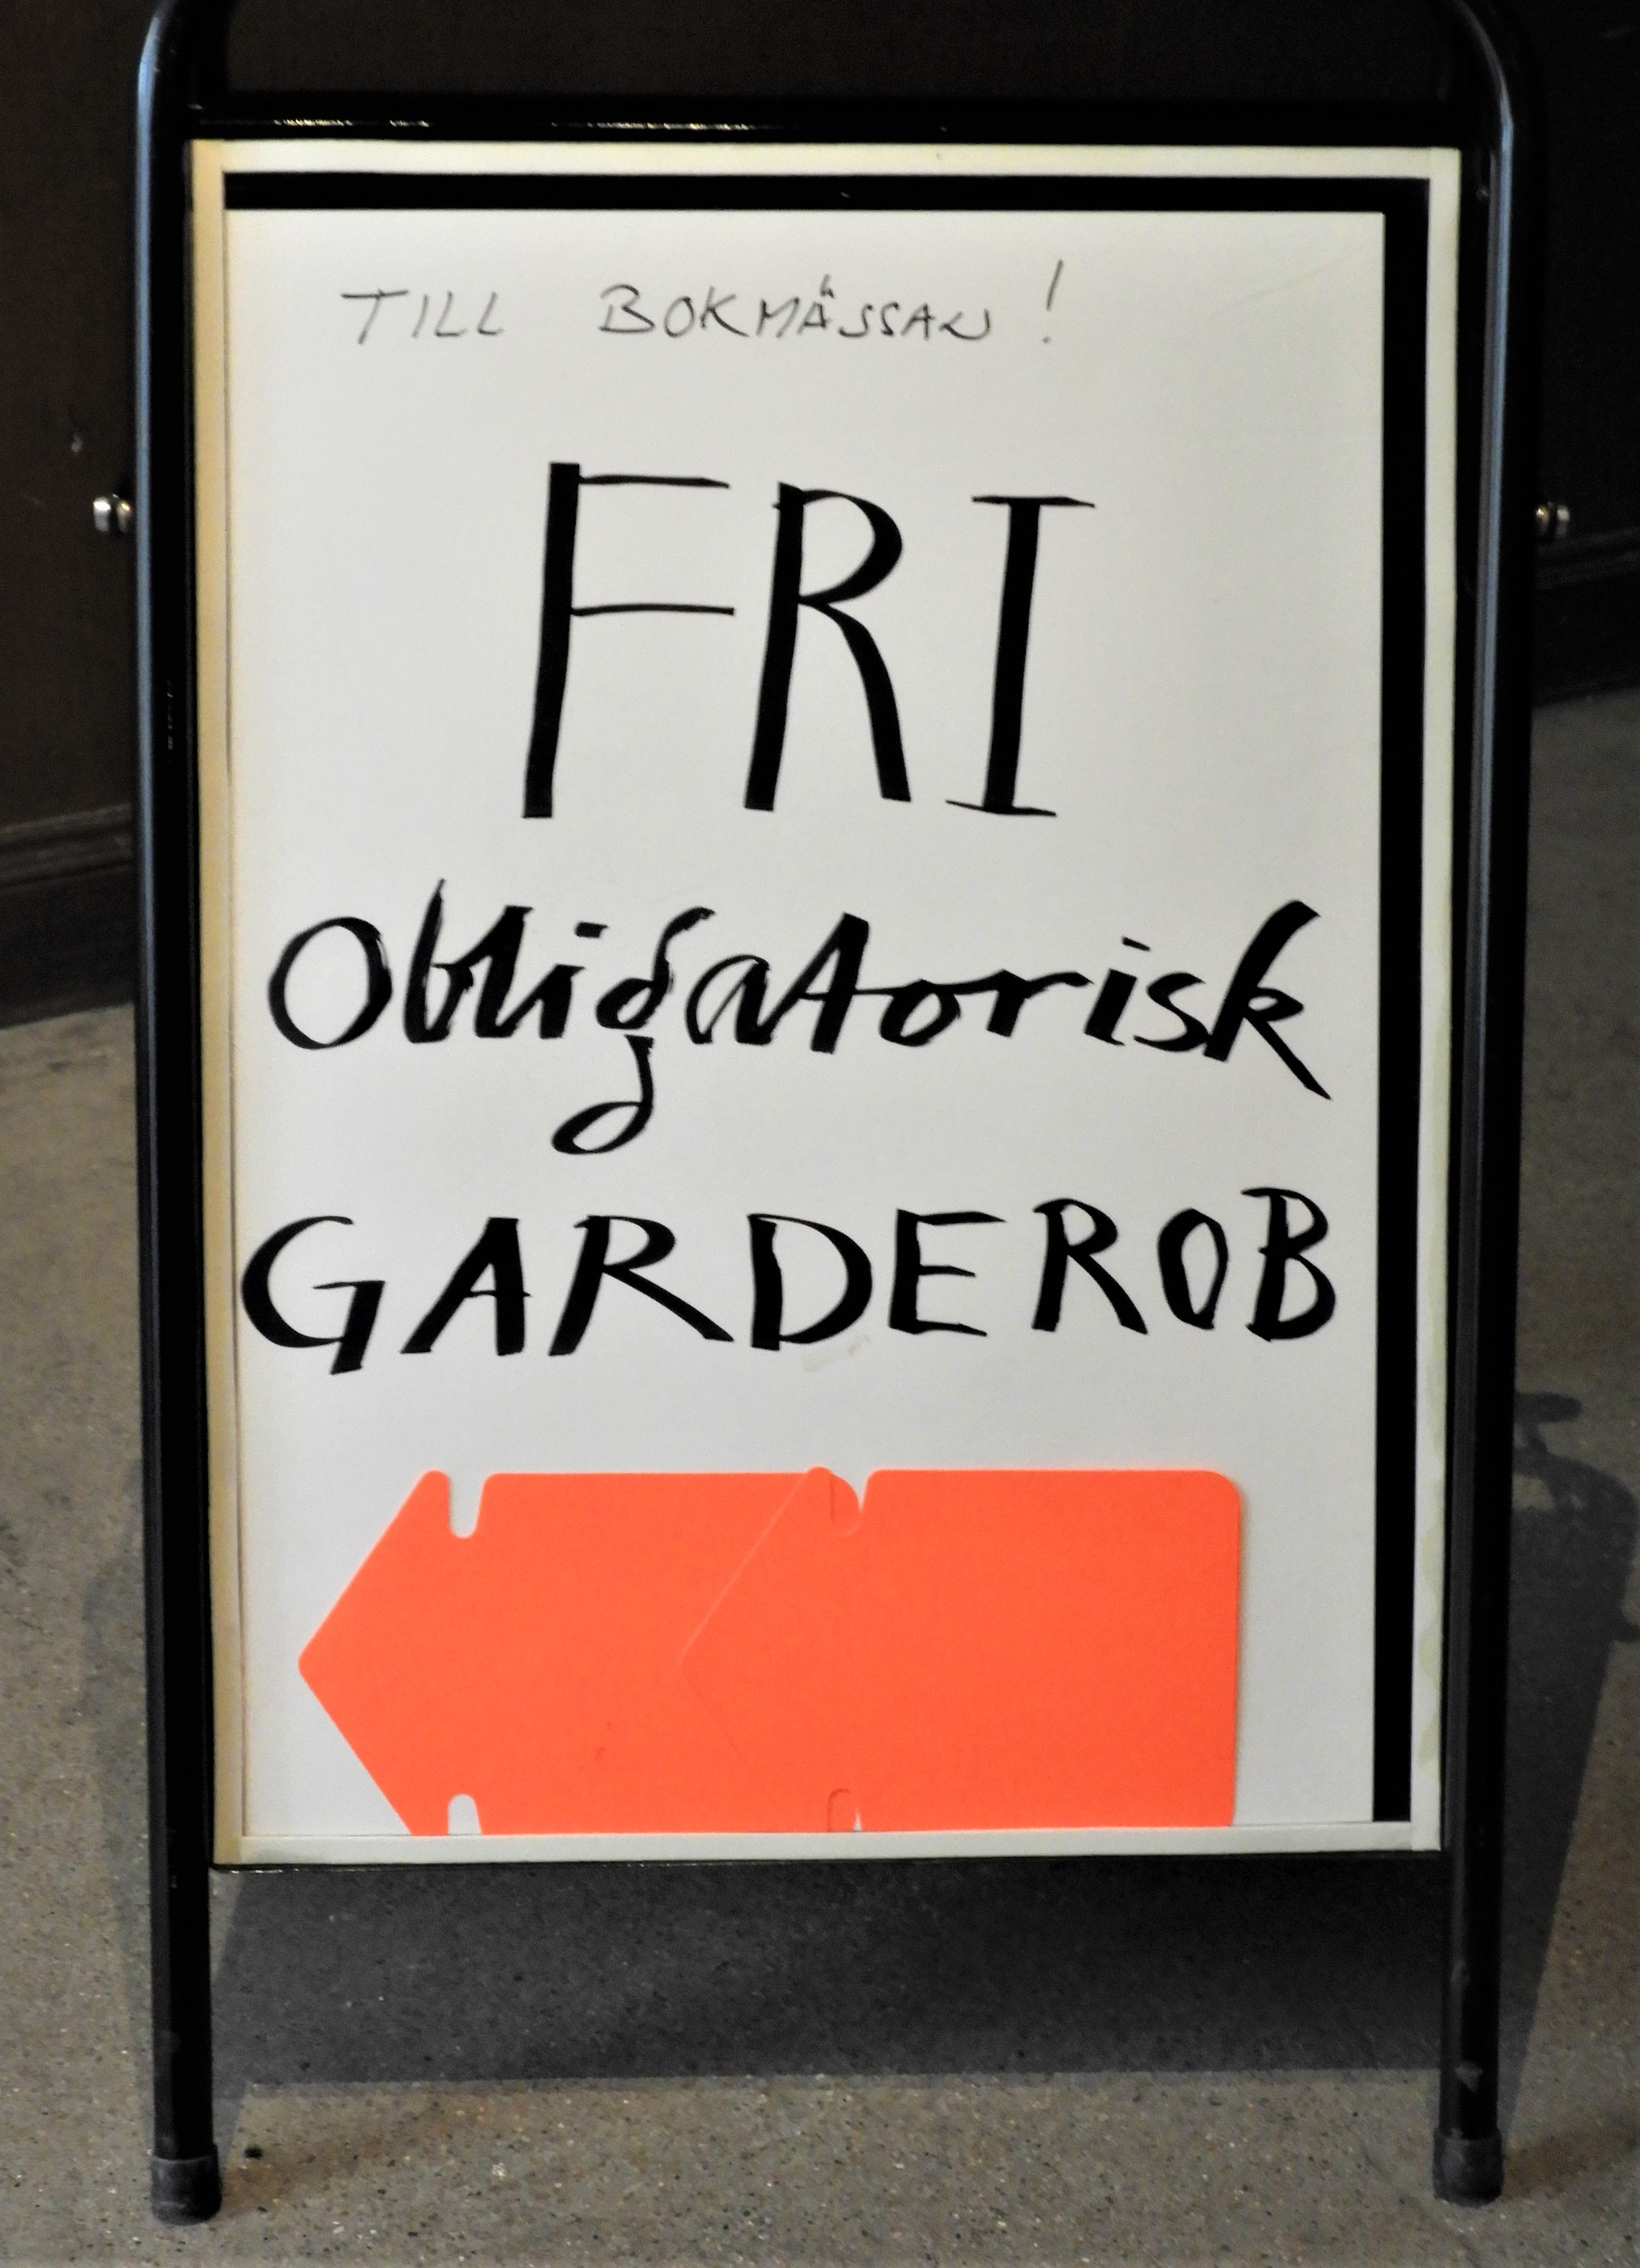 TILL BOKMÄSSAN!
FRI
Obligatorisk
GARDEROB